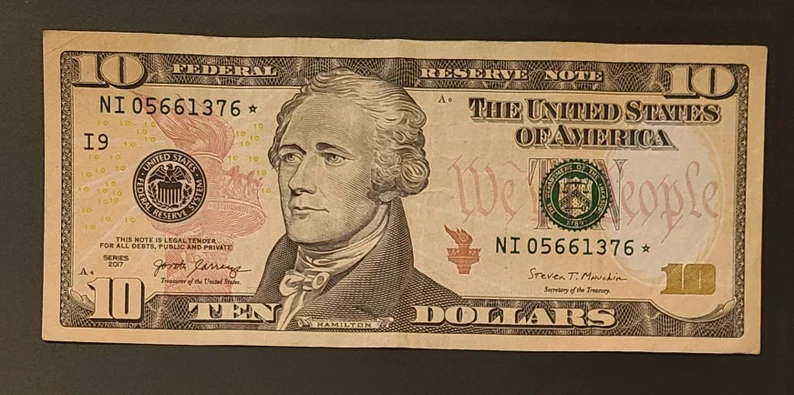 10 FEDERAL RESERVE NOTE 10
NI 05661376 ★
A
THE UNITED STATES
OF AMERICA
I9
UNITED STATES
FEDERAL RESERVE SYSTEM
We The People
THIS NOTE IS LEGAL TENDER
FOR ALL DEBTS, PUBLIC AND PRIVATE
NI 05661376 ★
SERIES
2017
A
Treasurer of the United States.
Steven T. Mnuchin
Secretary of the Treasury.
10
10 TEN
HAMILTON
DOLLARS